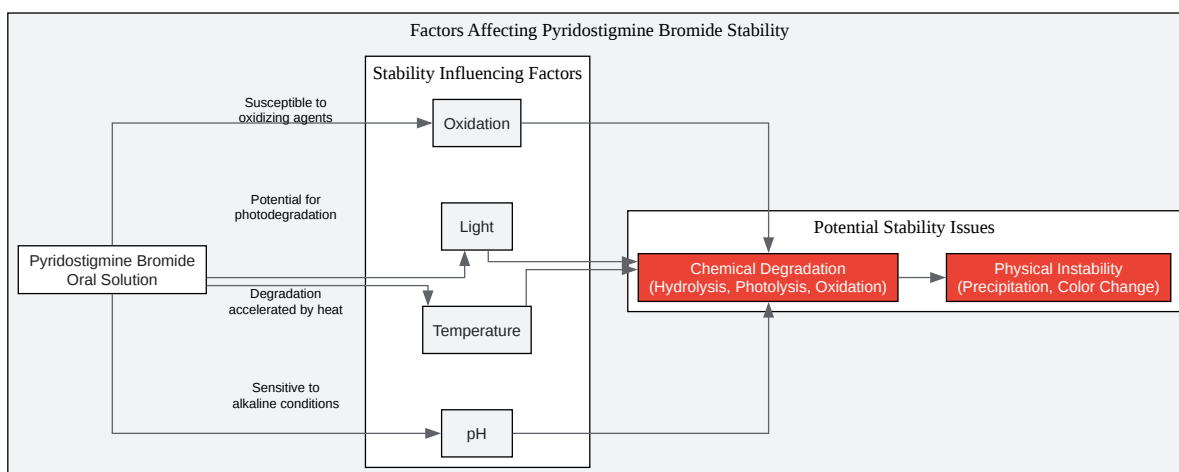 Factors Affecting Pyridostigmine Bromide Stability
Stability Influencing Factors
Susceptible to
oxidizing agents
Oxidation
Potential for
photodegradation
Light
Potential Stability Issues
Pyridostigmine Bromide
Oral Solution
Chemical Degradation
(Hydrolysis, Photolysis, Oxidation)
Physical Instability
(Precipitation, Color Change)
Degradation
accelerated by heat
Temperature
Sensitive to
alkaline conditions
pH